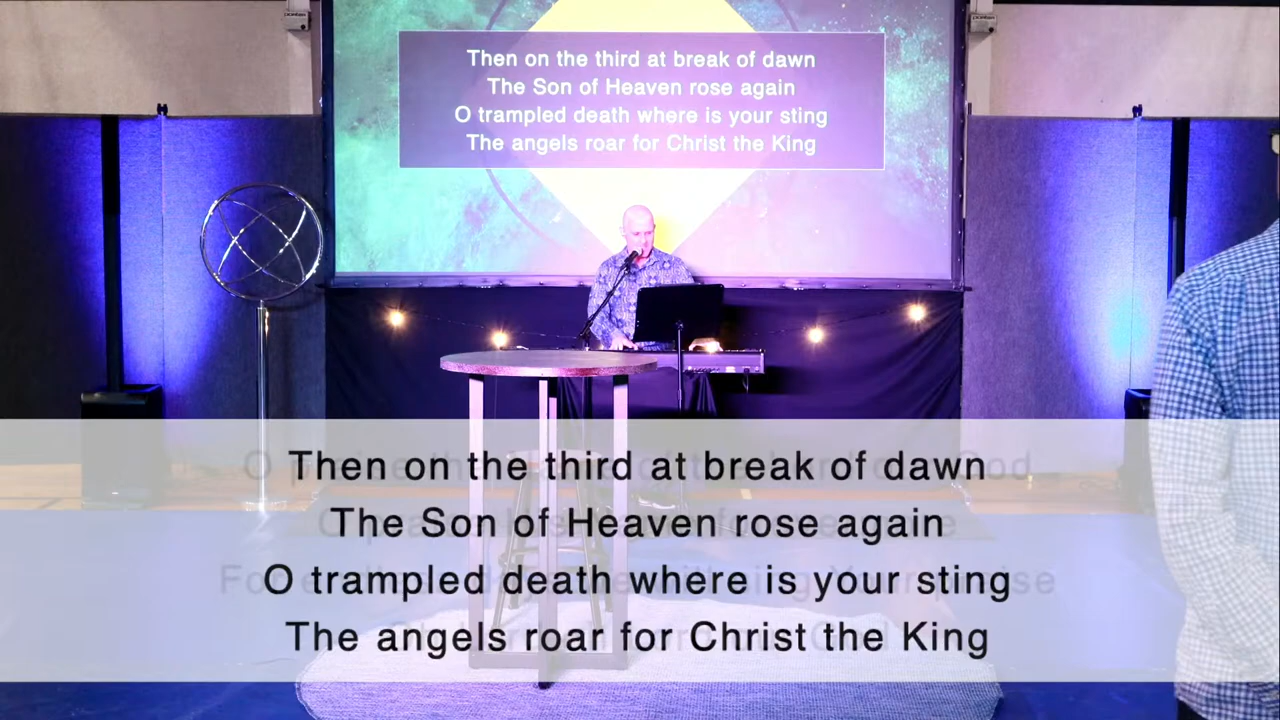 Then on the third at break of dawn
The Son of Heaven rose again
O trampled death where is your sting
The angels roar for Christ the King
Then on the third at break of dawn
The Son of Heaven rose again
O trampled death where is your sting
The angels roar for Christ the King